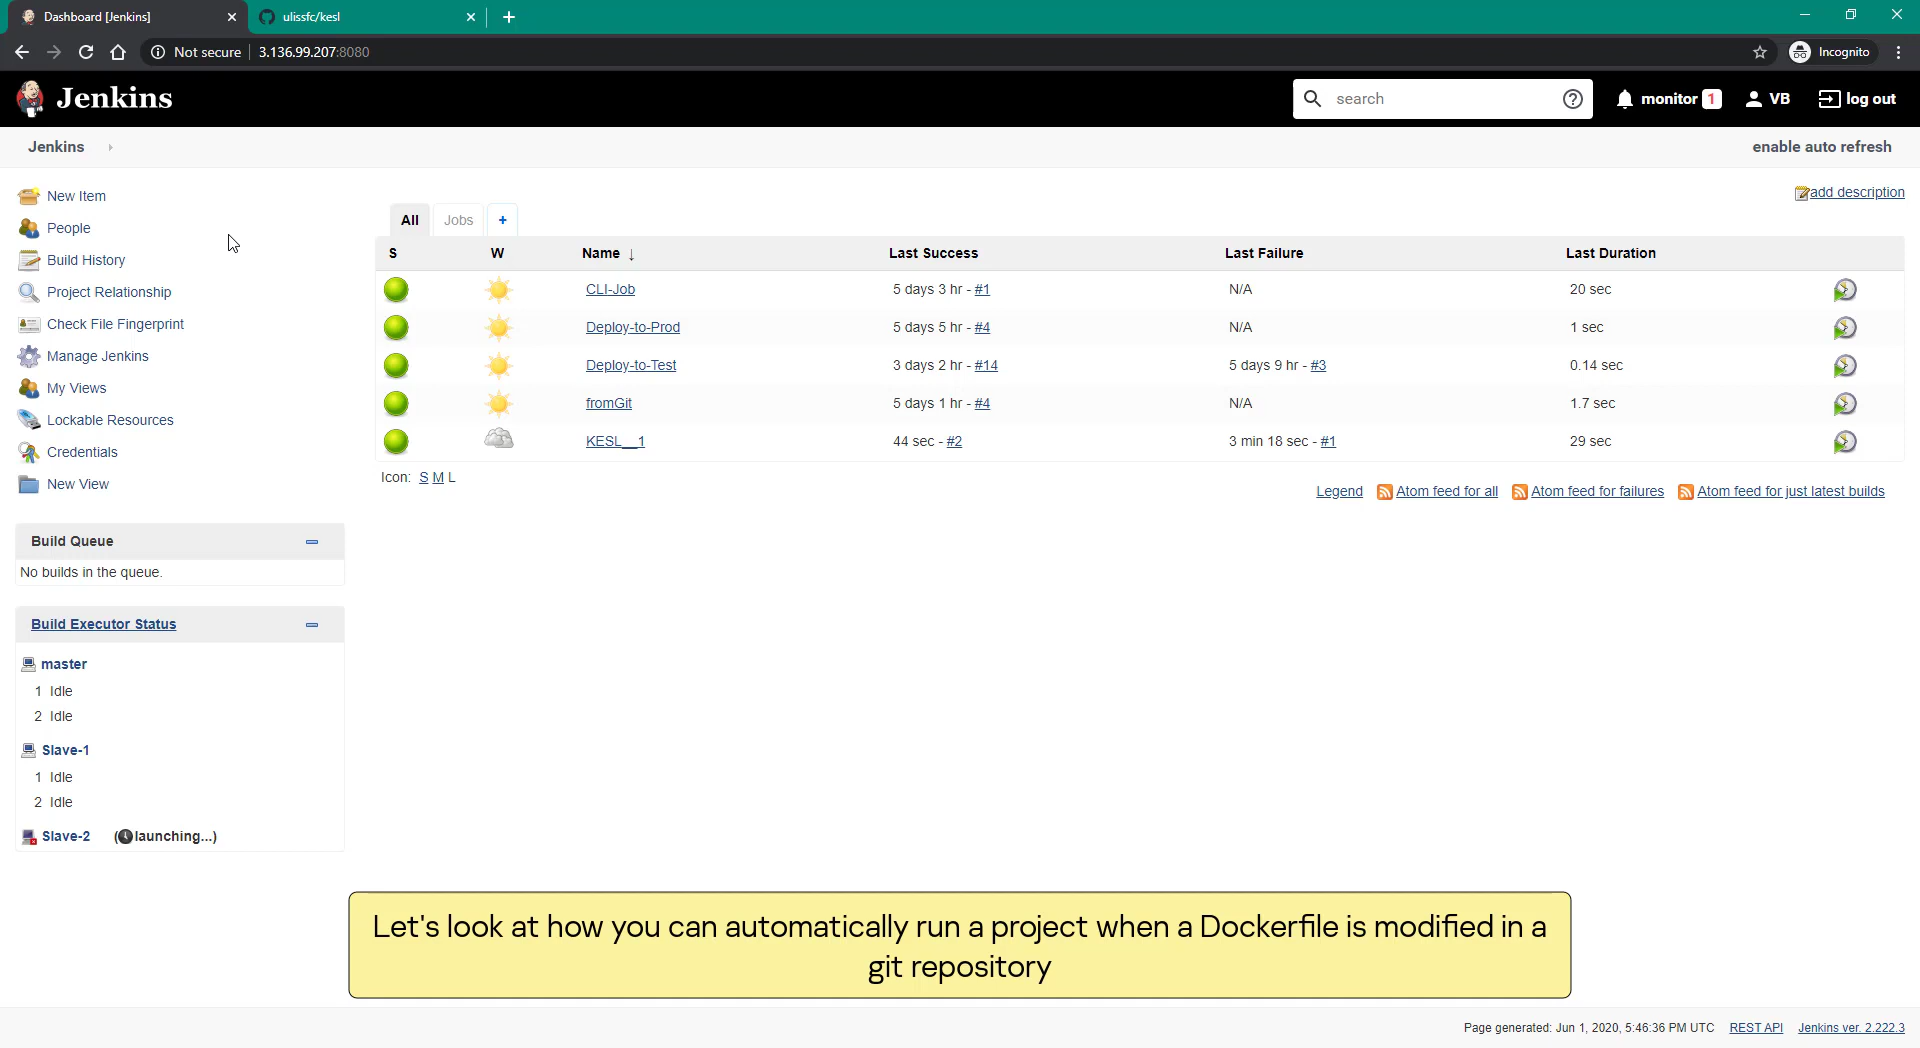 Dashboard [Jenkins]
ulissfc/kesl
Not secure
3.136.99.207:8080
Incognito
Jenkins
search
monitor 1
VB
log out
Jenkins
enable auto refresh
New Item
People
Build History
Project Relationship
Check File Fingerprint
Manage Jenkins
My Views
Lockable Resources
Credentials
New View
add description
All Jobs +
S W Name ↓ Last Success Last Failure Last Duration
CLI-Job 5 days 3 hr - #1 N/A 20 sec
Deploy-to-Prod 5 days 5 hr - #4 N/A 1 sec
Deploy-to-Test 3 days 2 hr - #14 5 days 9 hr - #3 0.14 sec
fromGit 5 days 1 hr - #4 N/A 1.7 sec
KESL__1 44 sec - #2 3 min 18 sec - #1 29 sec
Icon: S M L
Legend Atom feed for all Atom feed for failures Atom feed for just latest builds
Build Queue
No builds in the queue.
Build Executor Status
master
1 Idle
2 Idle
Slave-1
1 Idle
2 Idle
Slave-2 (launching...)
Let's look at how you can automatically run a project when a Dockerfile is modified in a
git repository
Page generated: Jun 1, 2020, 5:46:36 PM UTC REST API Jenkins ver. 2.222.3